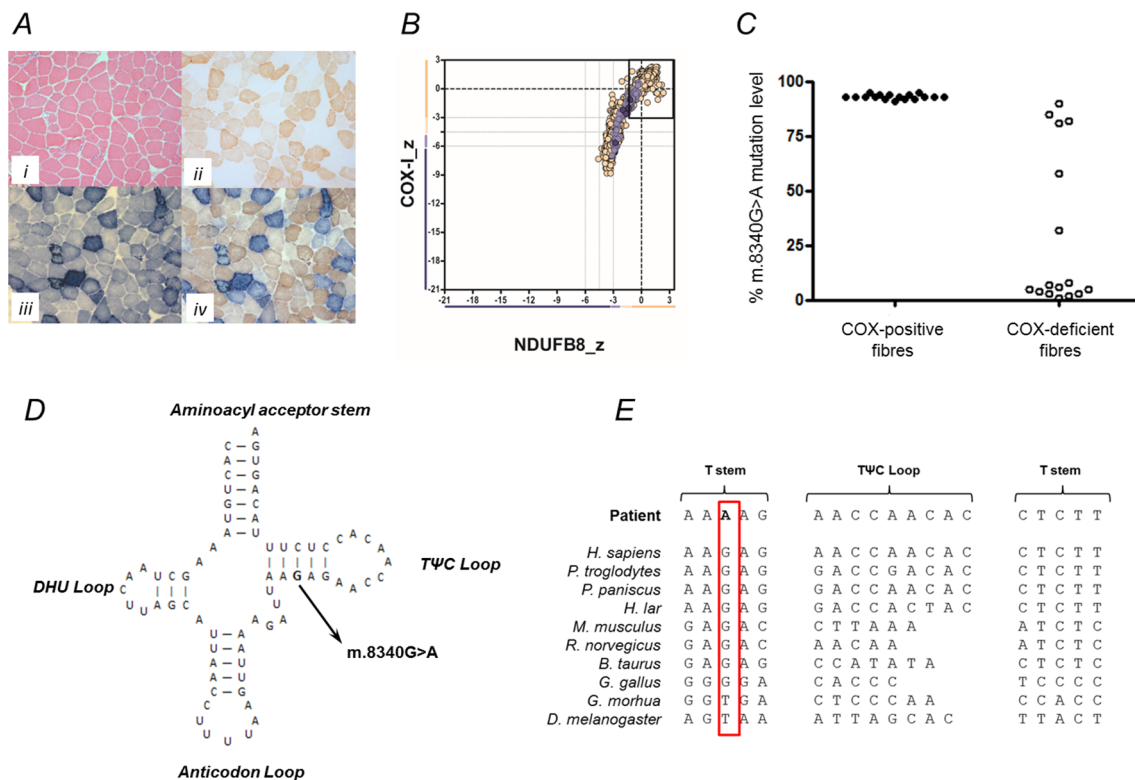 A
B
C
i
ii
iii
iv
3
0
-3
-6
-9
-12
-15
-18
-21
COX-I_z
-21 -18 -15 -12 -9 -6 -3 0 3
NDUFB8_z
% m.8340G>A mutation level
100
75
50
25
0
COX-positive fibres
COX-deficient fibres
D
Aminoacyl acceptor stem
A
C – G
A – U
C – G
U – A
G – C
U – A
A – U
DHU Loop
TΨC Loop
m.8340G>A
Anticodon Loop
E
T stem
TΨC Loop
T stem
Patient A A A A G A A C C A A C A C C T C T T
H. sapiens A A G A G A A C C A A C A C C T C T T
P. troglodytes A A G A G G A C C G A C A C C T C T T
P. paniscus A A G A G G A C C A A C A C C T C T T
H. lar A A G A G G A C C A C T A C C T C T T
M. musculus G A G A C C T T A A A A T C T C
R. norvegicus G A G A C A A C A A A T C T C
B. taurus G A G A G C C A T A T A C T C T C
G. gallus G G G G A C A C C C T C C C C
G. morhua G G T G A C T C C C A A C C A C C
D. melanogaster A G T A A A T T A G C A C T T A C T